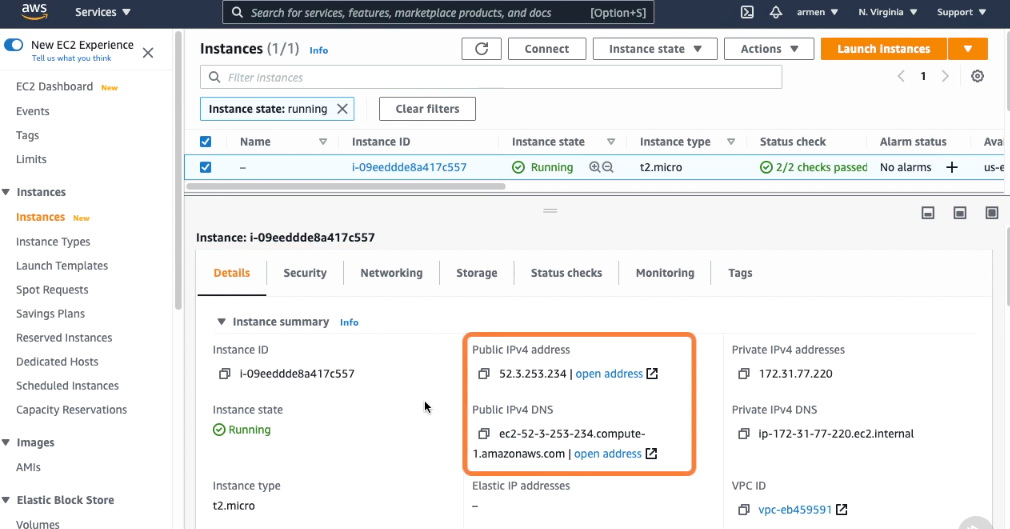 aws
Services
Search for services, features, marketplace products, and docs
[Option+S]
armen
N. Virginia
Support
New EC2 Experience
Tell us what you think
EC2 Dashboard New
Events
Tags
Limits
Instances
Instances New
Instance Types
Launch Templates
Spot Requests
Savings Plans
Reserved Instances
Dedicated Hosts
Scheduled Instances
Capacity Reservations
Images
AMIs
Elastic Block Store
Volumes
Instances (1/1) Info
Connect
Instance state
Actions
Launch instances
Filter instances
1
Instance state: running
Clear filters
Name
Instance ID
Instance state
Instance type
Status check
Alarm status
Ava
–
i-09eeddde8a417c557
Running
t2.micro
2/2 checks passed
No alarms
us-e
Instance: i-09eeddde8a417c557
Details
Security
Networking
Storage
Status checks
Monitoring
Tags
Instance summary Info
Instance ID
Public IPv4 address
Private IPv4 addresses
i-09eeddde8a417c557
52.3.253.234 | open address
172.31.77.220
Instance state
Public IPv4 DNS
Private IPv4 DNS
Running
ec2-52-3-253-234.compute-
1.amazonaws.com | open address
ip-172-31-77-220.ec2.internal
Instance type
Elastic IP addresses
VPC ID
t2.micro
–
vpc-eb459591